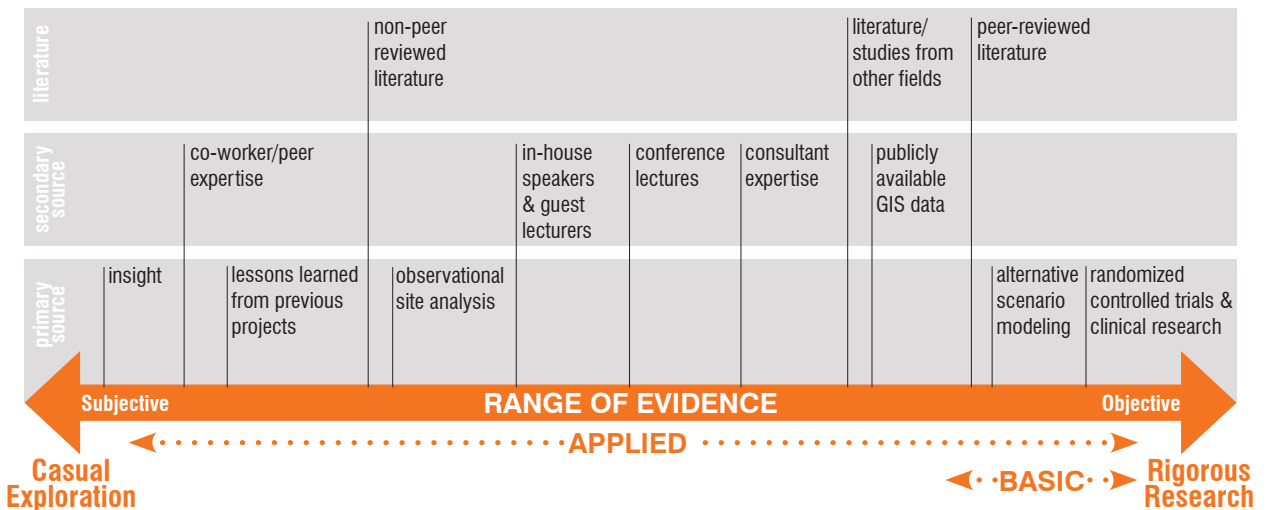 literature
non-peer
reviewed
literature
literature/
studies from
other fields
peer-reviewed
literature
secondary
source
co-worker/peer
expertise
in-house
speakers
& guest
lecturers
conference
lectures
consultant
expertise
publicly
available
GIS data
primary
source
insight
lessons learned
from previous
projects
observational
site analysis
alternative
scenario
modeling
randomized
controlled trials &
clinical research
Subjective
RANGE OF EVIDENCE
Objective
APPLIED
BASIC
Casual
Exploration
Rigorous
Research